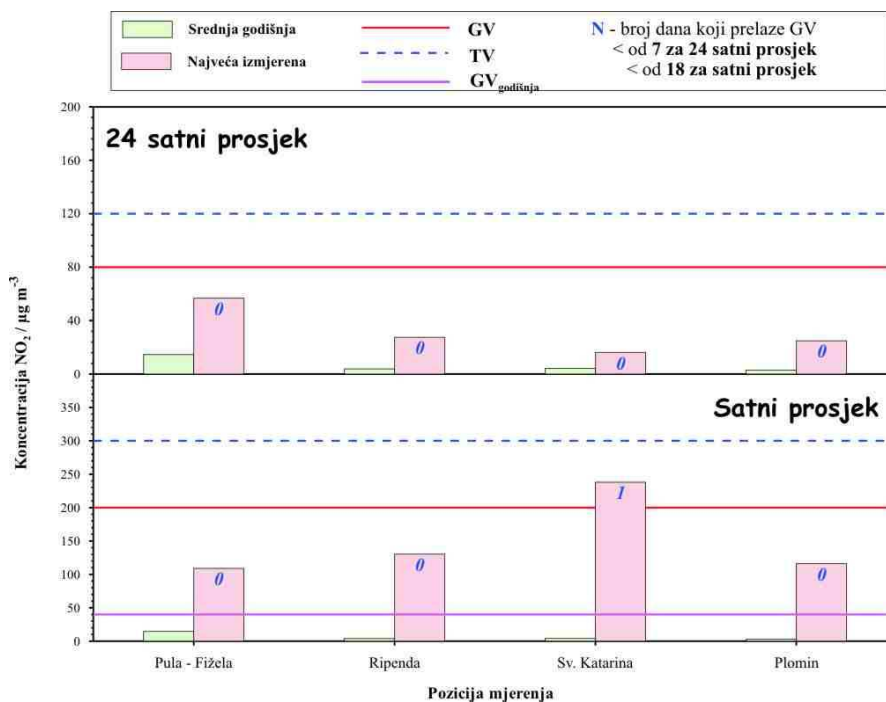 Srednja godišnja
Najveća izmjerena
GV
TV
GVgodišnja
N - broj dana koji prelaze GV
< od 7 za 24 satni prosjek
< od 18 za satni prosjek
Koncentracija NO2 / µg m-3
24 satni prosjek
200
160
120
80
40
0
0
0
0
0
Satni prosjek
350
300
250
200
150
100
50
0
0
0
1
0
Pula - Fižela
Ripenda
Sv. Katarina
Plomin
Pozicija mjerenja